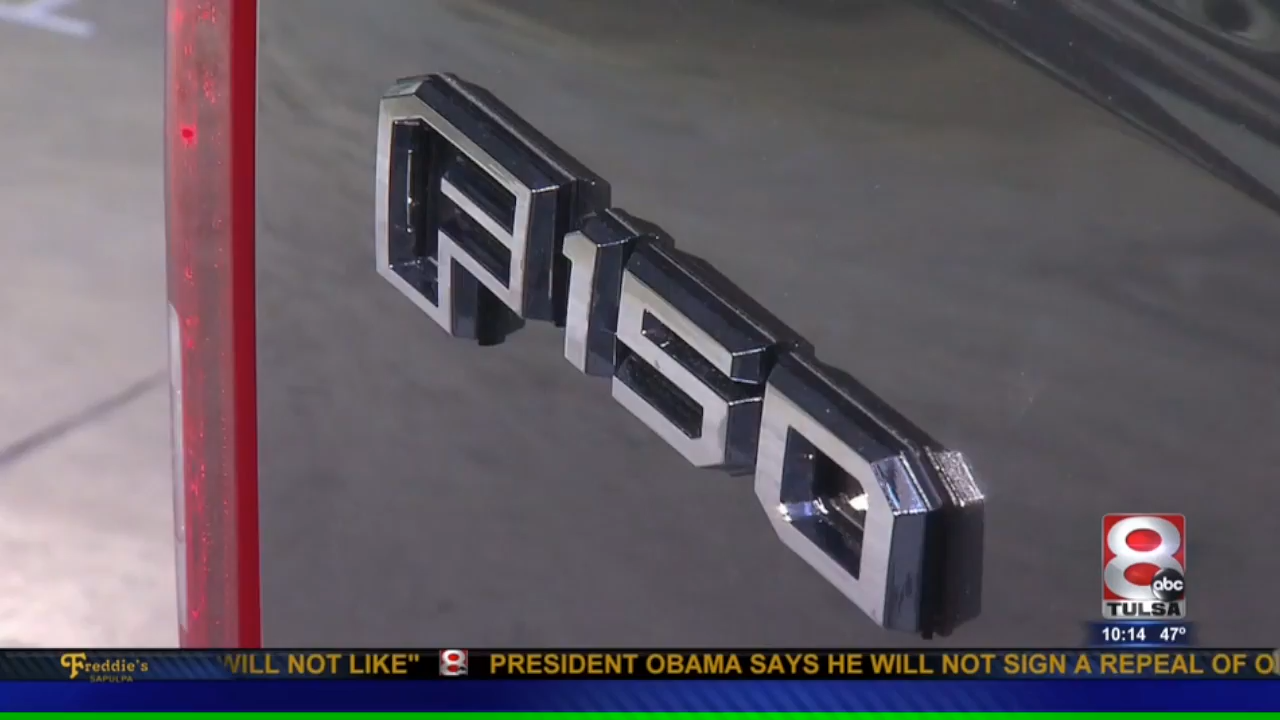 F150
8
abc
TULSA
10:14 47º
Freddie's
SAPULPA
WILL NOT LIKE" 8 PRESIDENT OBAMA SAYS HE WILL NOT SIGN A REPEAL OF